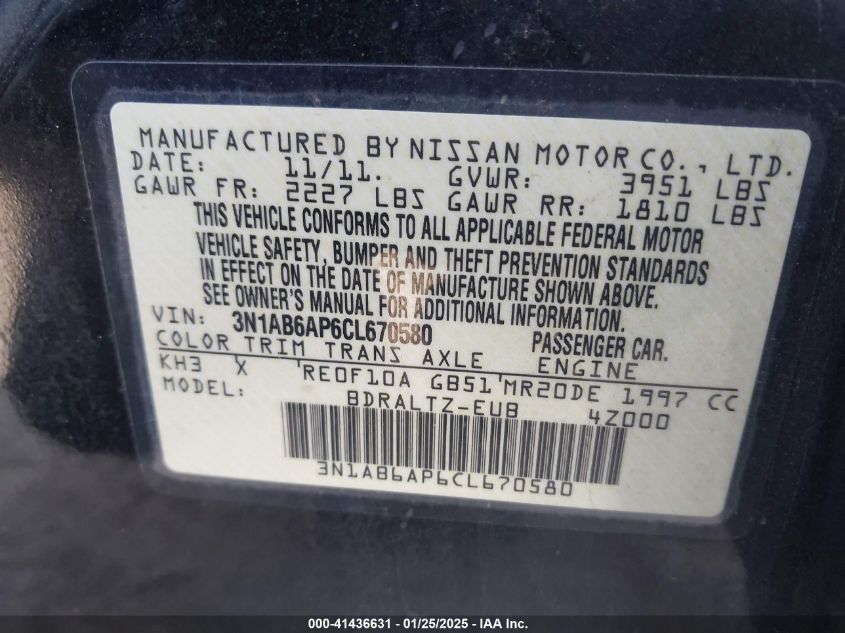 MANUFACTURED BY NISSAN MOTOR CO., LTD.
DATE: 11/11. GVWR: 3951 LBS
GAWR FR: 2227 LBS GAWR RR: 1810 LBS
THIS VEHICLE CONFORMS TO ALL APPLICABLE FEDERAL MOTOR
VEHICLE SAFETY, BUMPER AND THEFT PREVENTION STANDARDS
IN EFFECT ON THE DATE OF MANUFACTURE SHOWN ABOVE.
SEE OWNER'S MANUAL FOR ADDITIONAL INFORMATION.
VIN: 3N1AB6AP6CL670580 PASSENGER CAR.
COLOR TRIM TRANS AXLE ENGINE
KH3 X RE0F10A GB51 MR20DE 1997 CC
MODEL: BDRALTZ-EUB 4Z000
3N1AB6AP6CL670580
000-41436631 - 01/25/2025 - IAA Inc.